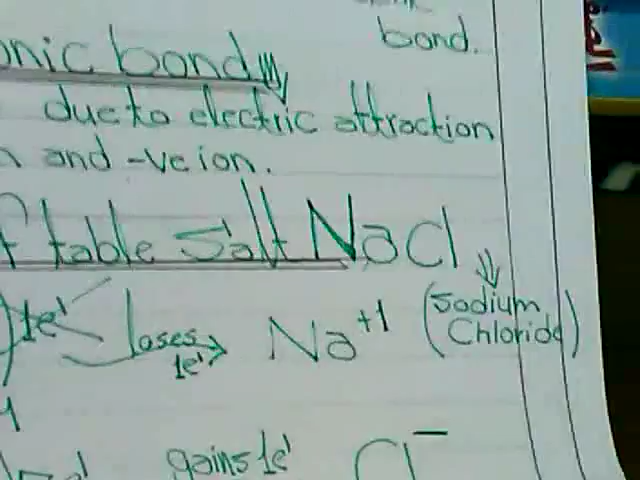 bond.
onic bond
due to electric attraction
and -ve ion.
f table salt NaCl
(Sodium
Chloride)
1e' loses
1e' → Na+1
gains 1e' Cl−